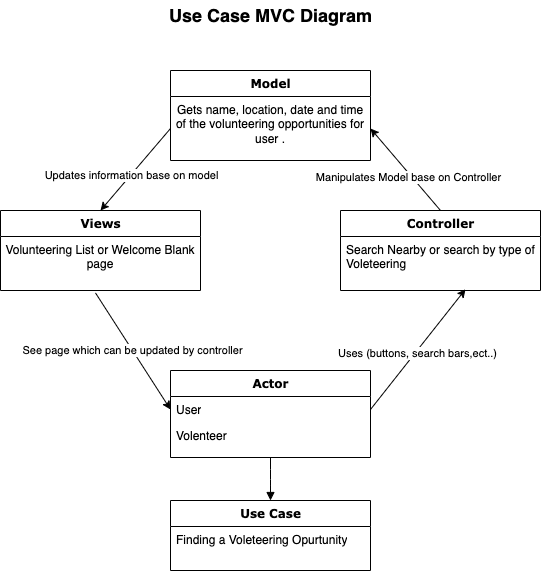 Use Case MVC Diagram
Model
Gets name, location, date and time
of the volunteering opportunities for
user .
Updates information base on model
Manipulates Model base on Controller
Views
Volunteering List or Welcome Blank
page
Controller
Search Nearby or search by type of
Voleteering
See page which can be updated by controller
Uses (buttons, search bars,ect..)
Actor
User
Volenteer
Use Case
Finding a Voleteering Opurtunity